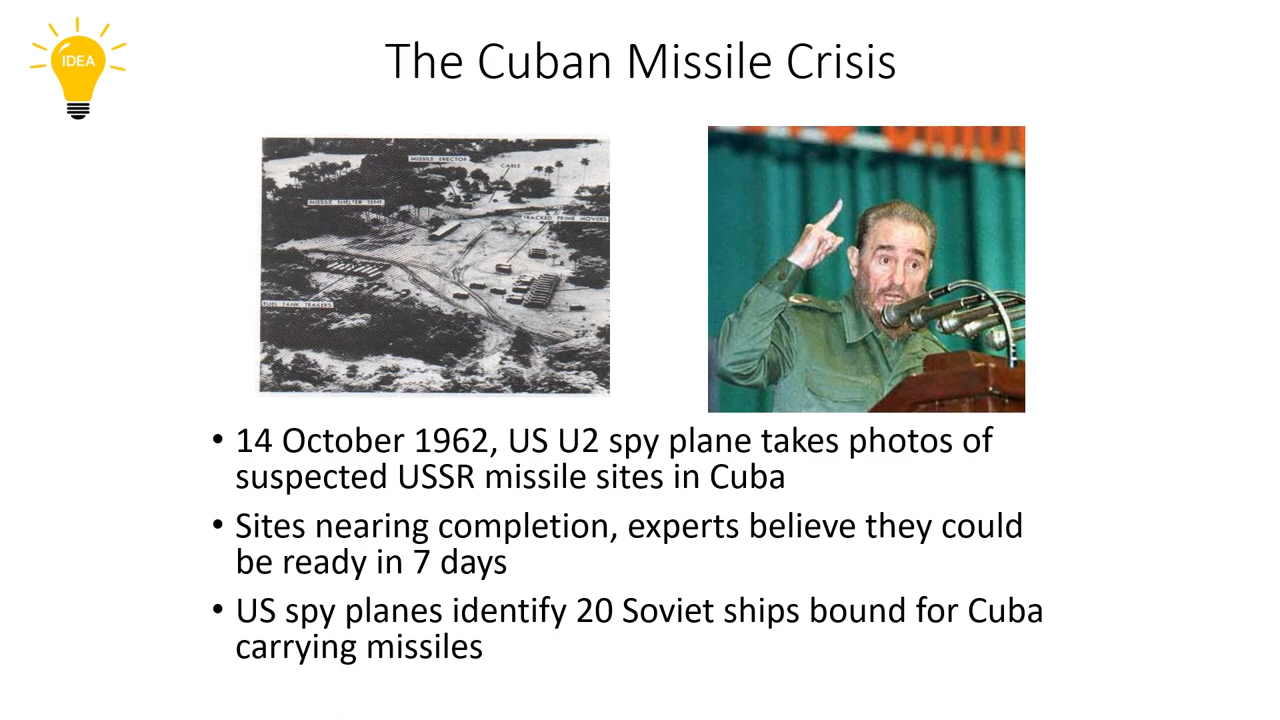 IDEA
The Cuban Missile Crisis
MISSILE ERECTOR
CABLE
MISSILE SHELTER TENT
TRACKED PRIME MOVERS
FUEL TANK TRAILERS
• 14 October 1962, US U2 spy plane takes photos of
suspected USSR missile sites in Cuba
• Sites nearing completion, experts believe they could
be ready in 7 days
• US spy planes identify 20 Soviet ships bound for Cuba
carrying missiles